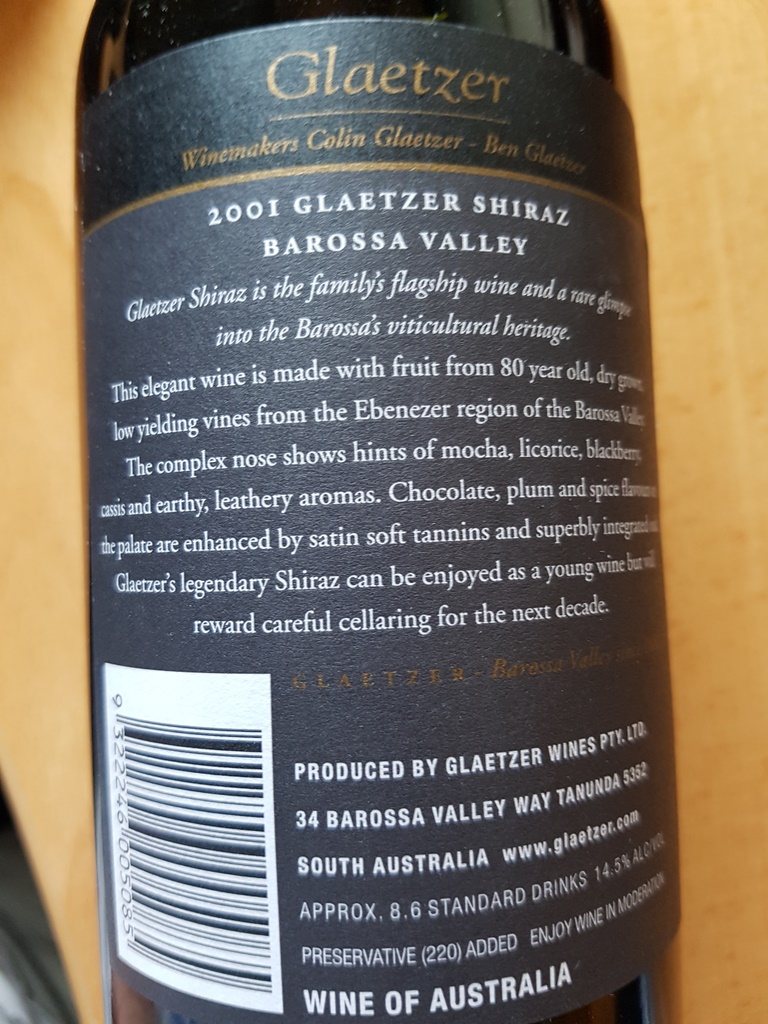 Glaetzer
Winemakers Colin Glaetzer - Ben Glaetzer
2001 GLAETZER SHIRAZ
BAROSSA VALLEY
Glaetzer Shiraz is the family's flagship wine and a rare glimpse
into the Barossa's viticultural heritage.
This elegant wine is made with fruit from 80 year old, dry grown,
low yielding vines from the Ebenezer region of the Barossa Valley.
The complex nose shows hints of mocha, licorice, blackberry,
cassis and earthy, leathery aromas. Chocolate, plum and spice flavours
the palate are enhanced by satin soft tannins and superbly integrated
Glaetzer's legendary Shiraz can be enjoyed as a young wine but will
reward careful cellaring for the next decade.
GLAETZER - Barossa Valley since
9 322246 005085
PRODUCED BY GLAETZER WINES PTY. LTD.
34 BAROSSA VALLEY WAY TANUNDA 5352
SOUTH AUSTRALIA www.glaetzer.com
APPROX. 8.6 STANDARD DRINKS 14.5% ALC/VOL
PRESERVATIVE (220) ADDED ENJOY WINE IN MODERATION
WINE OF AUSTRALIA